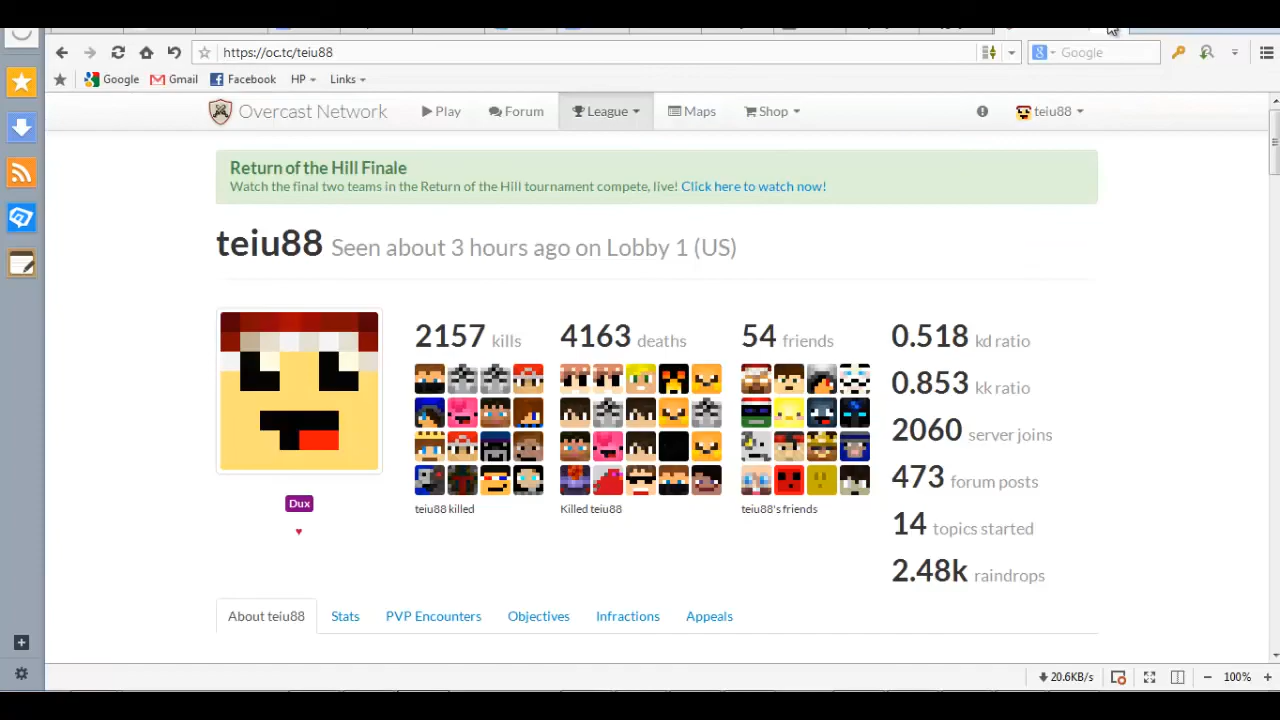 https://oc.tc/teiu88
Google
Google Gmail Facebook HP Links
Overcast Network Play Forum League Maps Shop teiu88
Return of the Hill Finale
Watch the final two teams in the Return of the Hill tournament compete, live! Click here to watch now!
teiu88 Seen about 3 hours ago on Lobby 1 (US)
2157 kills 4163 deaths 54 friends 0.518 kd ratio
0.853 kk ratio
2060 server joins
473 forum posts
Dux
teiu88 killed Killed teiu88 teiu88's friends
14 topics started
2.48k raindrops
About teiu88 Stats PVP Encounters Objectives Infractions Appeals
20.6KB/s 100%